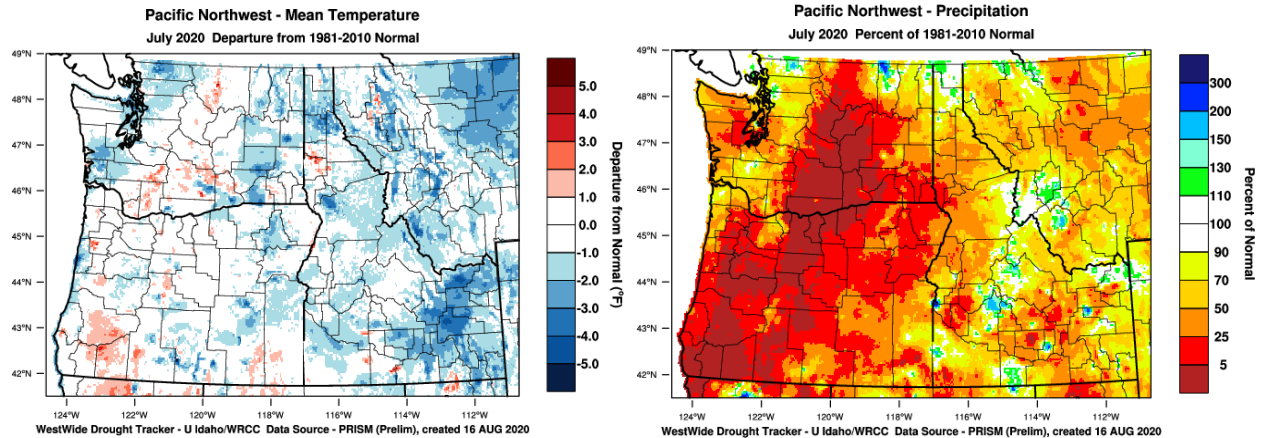 Pacific Northwest - Mean Temperature
July 2020 Departure from 1981-2010 Normal
49°N
48°N
47°N
46°N
45°N
44°N
43°N
42°N
124°W 122°W 120°W 118°W 116°W 114°W 112°W
5.0
4.0
3.0
2.0
1.0
0.0
-1.0
-2.0
-3.0
-4.0
-5.0
Departure from Normal (°F)
WestWide Drought Tracker - U Idaho/WRCC Data Source - PRISM (Prelim), created 16 AUG 2020
Pacific Northwest - Precipitation
July 2020 Percent of 1981-2010 Normal
49°N
48°N
47°N
46°N
45°N
44°N
43°N
42°N
124°W 122°W 120°W 118°W 116°W 114°W 112°W
300
200
150
130
110
100
90
70
50
25
5
Percent of Normal
WestWide Drought Tracker - U Idaho/WRCC Data Source - PRISM (Prelim), created 16 AUG 2020